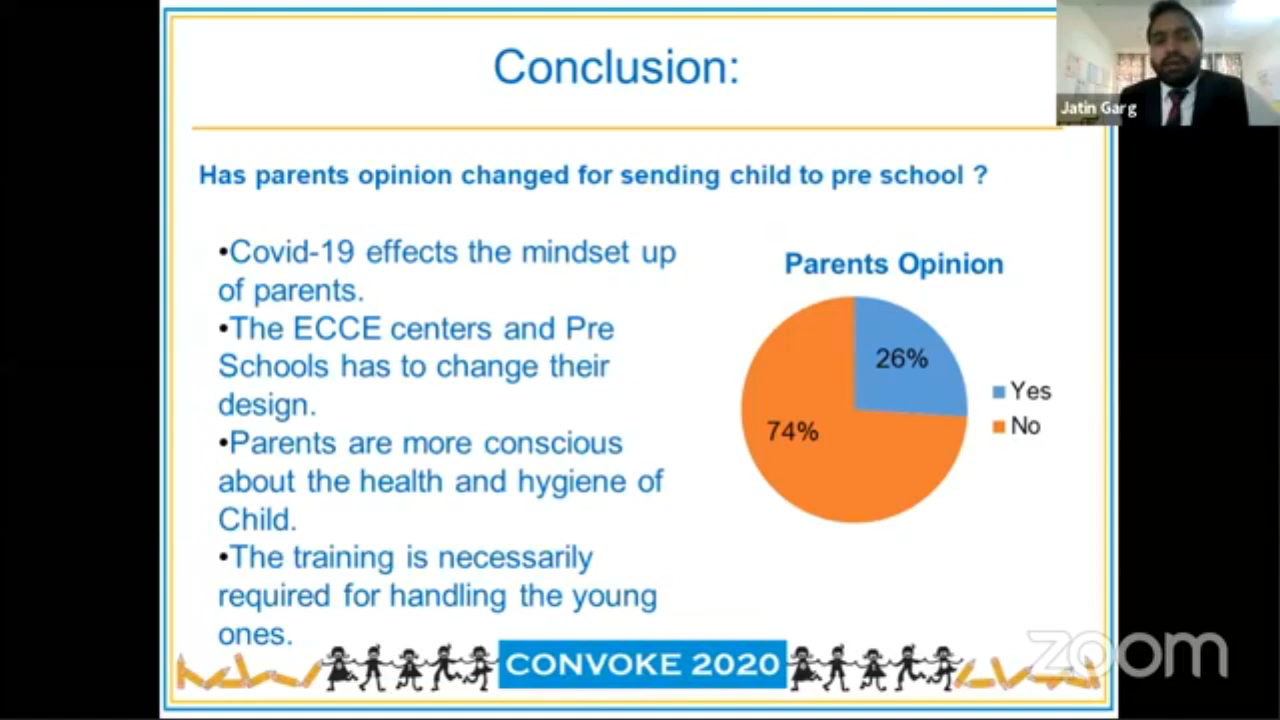 Conclusion:
Jatin Garg
Has parents opinion changed for sending child to pre school ?
•Covid-19 effects the mindset up
of parents.
•The ECCE centers and Pre
Schools has to change their
design.
•Parents are more conscious
about the health and hygiene of
Child.
•The training is necessarily
required for handling the young
ones.
Parents Opinion
26%
74%
Yes
No
CONVOKE 2020
zoom